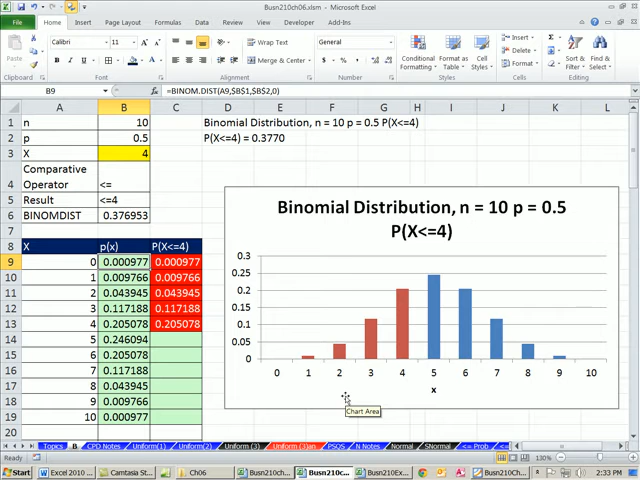 Busn210ch06.xlsm - Microsoft Excel
File Home Insert Page Layout Formulas Data Review View Developer Add-Ins
Calibri 11 Wrap Text General
Paste B I U Merge & Center $ % , Conditional Formatting Format as Table Cell Styles Insert Delete Format Sort & Filter Find & Select
Clipboard Font Alignment Number Styles Cells Editing
B9 =BINOM.DIST(A9,$B$1,$B$2,0)
A B C D E F G H I J K L
1 n 10 Binomial Distribution, n = 10 p = 0.5 P(X<=4)
2 p 0.5 P(X<=4) = 0.3770
3 X 4
4 Comparative Operator <=
5 Result <=4
6 BINOMDIST 0.376953
7
8 X p(x) P(X<=4)
9 0 0.000977 0.000977
10 1 0.009766 0.009766
11 2 0.043945 0.043945
12 3 0.117188 0.117188
13 4 0.205078 0.205078
14 5 0.246094
15 6 0.205078
16 7 0.117188
17 8 0.043945
18 9 0.009766
19 10 0.000977
20
Binomial Distribution, n = 10 p = 0.5
P(X<=4)
0.3
0.25
0.2
0.15
0.1
0.05
0
0 1 2 3 4 5 6 7 8 9 10
x
Chart Area
Topics B CPD Notes Uniform(1) Uniform(2) Uniform (3) Uniform (3)an PSQS N Notes Normal SNormal <= Prob
Ready 130%
Start Excel 2010 ... Camtasia St... Ch06 Busn210ch... Busn210c... Busn210Ex... Busn210Ch... 2:33 PM